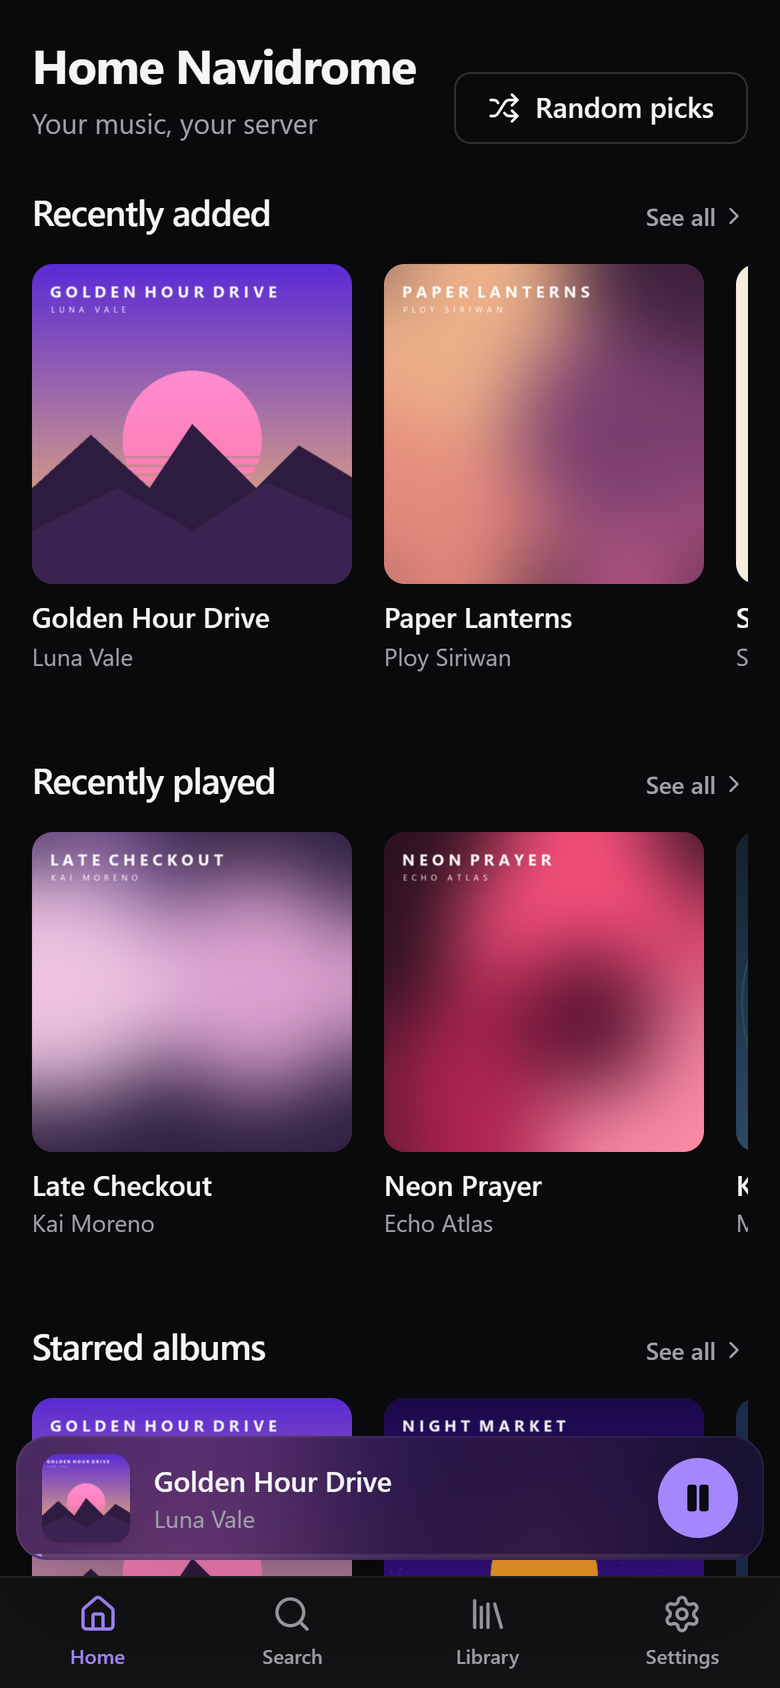 Home Navidrome
Your music, your server
Random picks
Recently added
See all
GOLDEN HOUR DRIVE
LUNA VALE
PAPER LANTERNS
PLOY SIRIWAN
Golden Hour Drive
Luna Vale
Paper Lanterns
Ploy Siriwan
S
S
Recently played
See all
LATE CHECKOUT
KAI MORENO
NEON PRAYER
ECHO ATLAS
Late Checkout
Kai Moreno
Neon Prayer
Echo Atlas
K
M
Starred albums
See all
GOLDEN HOUR DRIVE
NIGHT MARKET
GOLDEN HOUR DRIVE
Golden Hour Drive
Luna Vale
Home
Search
Library
Settings